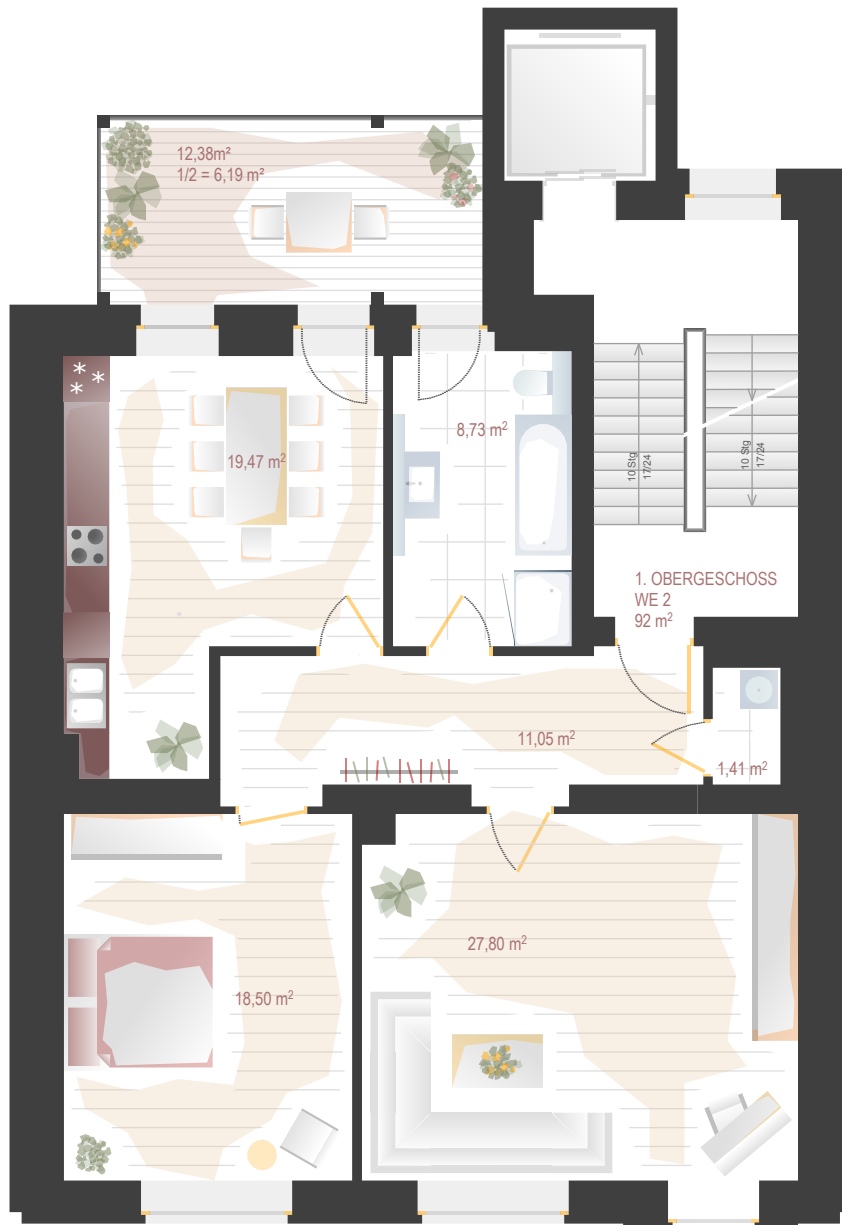 12,38m²
1/2 = 6,19 m²
8,73 m²
19,47 m²
10 Stg
17/24
10 Stg
17/24
1. OBERGESCHOSS
WE 2
92 m²
11,05 m²
1,41 m²
27,80 m²
18,50 m²